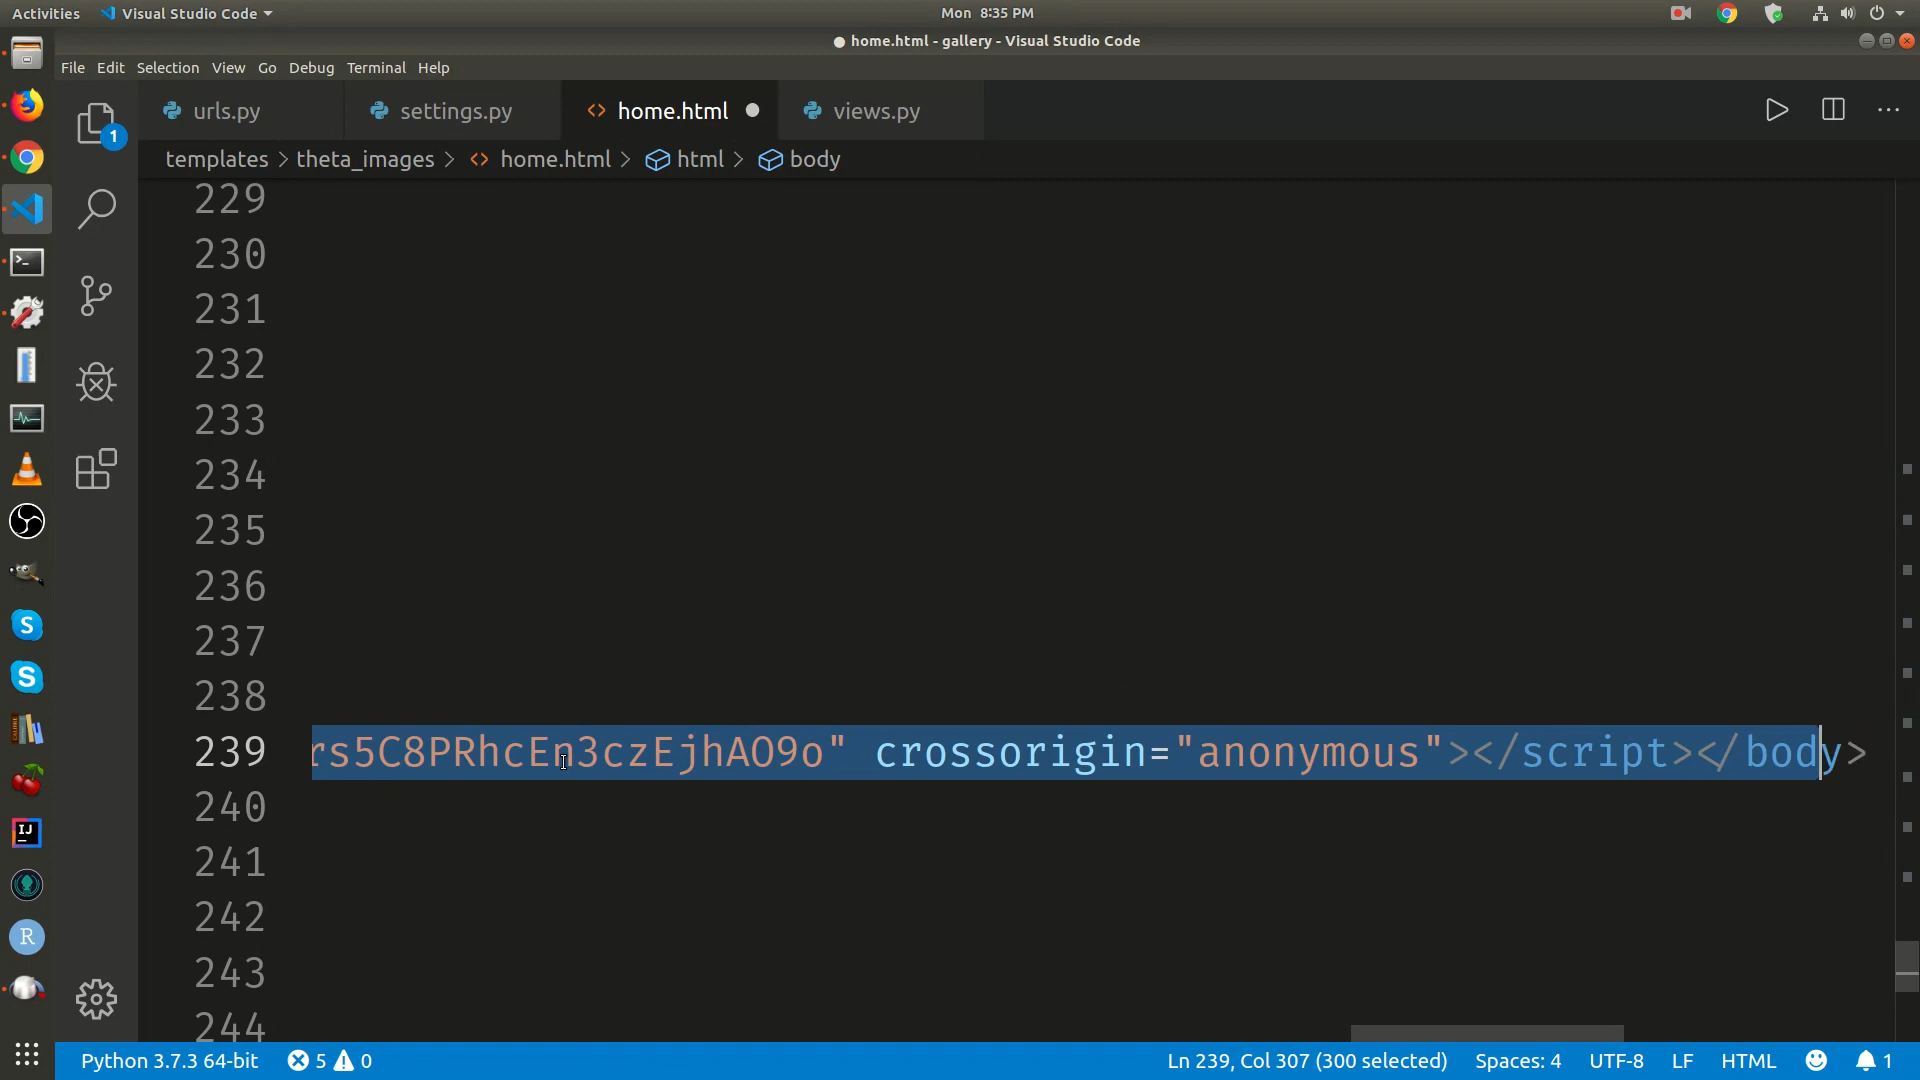 Activities Visual Studio Code Mon 8:35 PM
home.html - gallery - Visual Studio Code
File Edit Selection View Go Debug Terminal Help
urls.py settings.py home.html views.py
1
templates theta_images home.html html body
229
230
231
232
233
234
235
236
237
238
239 rs5C8PRhcEn3czEjhAO9o" crossorigin="anonymous"></script></body>
240
241
242
243
244
S
S
IJ
R
Python 3.7.3 64-bit 5 0 Ln 239, Col 307 (300 selected) Spaces: 4 UTF-8 LF HTML 1